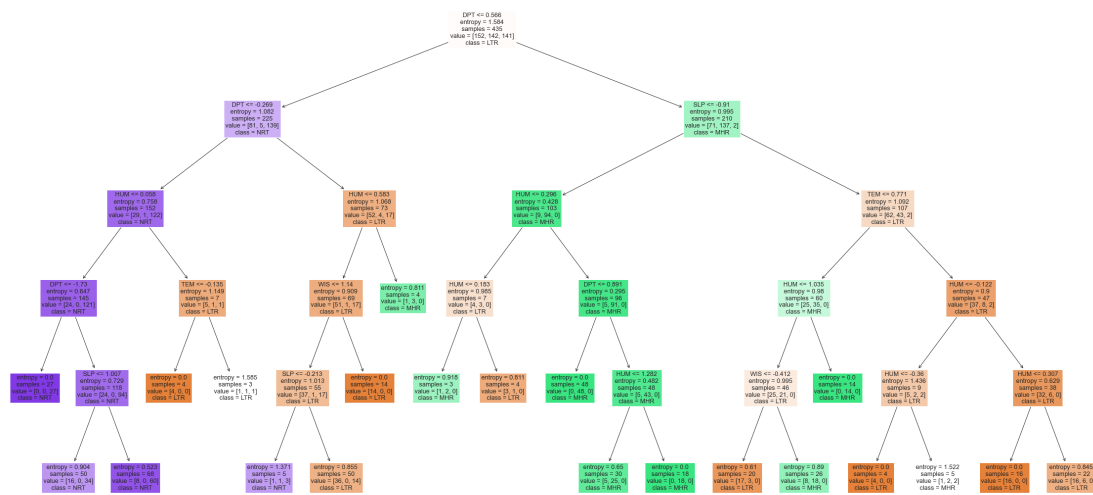 DPT <= 0.566
entropy = 1.584
samples = 435
value = [152, 142, 141]
class = LTR
DPT <= -0.269
entropy = 1.082
samples = 225
value = [81, 5, 139]
class = NRT
SLP <= -0.91
entropy = 0.995
samples = 210
value = [71, 137, 2]
class = MHR
HUM <= 0.058
entropy = 0.758
samples = 152
value = [29, 1, 122]
class = NRT
HUM <= 0.583
entropy = 1.068
samples = 73
value = [52, 4, 17]
class = LTR
HUM <= 0.296
entropy = 0.428
samples = 103
value = [9, 94, 0]
class = MHR
TEM <= 0.771
entropy = 1.092
samples = 107
value = [62, 43, 2]
class = LTR
DPT <= -1.73
entropy = 0.647
samples = 145
value = [24, 0, 121]
class = NRT
TEM <= -0.135
entropy = 1.149
samples = 7
value = [5, 1, 1]
class = LTR
WIS <= 1.14
entropy = 0.909
samples = 69
value = [51, 1, 17]
class = LTR
entropy = 0.811
samples = 4
value = [1, 3, 0]
class = MHR
HUM <= 0.183
entropy = 0.985
samples = 7
value = [4, 3, 0]
class = LTR
DPT <= 0.891
entropy = 0.295
samples = 96
value = [5, 91, 0]
class = MHR
HUM <= 1.035
entropy = 0.98
samples = 60
value = [25, 35, 0]
class = MHR
HUM <= -0.122
entropy = 0.9
samples = 47
value = [37, 8, 2]
class = LTR
entropy = 0.0
samples = 27
value = [0, 0, 27]
class = NRT
SLP <= 1.007
entropy = 0.729
samples = 118
value = [24, 0, 94]
class = NRT
entropy = 0.0
samples = 4
value = [4, 0, 0]
class = LTR
entropy = 1.585
samples = 3
value = [1, 1, 1]
class = LTR
SLP <= -0.213
entropy = 1.013
samples = 55
value = [37, 1, 17]
class = LTR
entropy = 0.0
samples = 14
value = [14, 0, 0]
class = LTR
entropy = 0.918
samples = 3
value = [1, 2, 0]
class = MHR
entropy = 0.811
samples = 4
value = [3, 1, 0]
class = LTR
entropy = 0.0
samples = 48
value = [0, 48, 0]
class = MHR
HUM <= 1.282
entropy = 0.482
samples = 48
value = [5, 43, 0]
class = MHR
WIS <= -0.412
entropy = 0.995
samples = 46
value = [25, 21, 0]
class = LTR
entropy = 0.0
samples = 14
value = [0, 14, 0]
class = MHR
HUM <= -0.36
entropy = 1.436
samples = 9
value = [5, 2, 2]
class = LTR
HUM <= 0.307
entropy = 0.629
samples = 38
value = [32, 6, 0]
class = LTR
entropy = 0.904
samples = 50
value = [16, 0, 34]
class = NRT
entropy = 0.523
samples = 68
value = [8, 0, 60]
class = NRT
entropy = 1.371
samples = 5
value = [1, 1, 3]
class = NRT
entropy = 0.855
samples = 50
value = [36, 0, 14]
class = LTR
entropy = 0.65
samples = 30
value = [5, 25, 0]
class = MHR
entropy = 0.0
samples = 18
value = [0, 18, 0]
class = MHR
entropy = 0.61
samples = 20
value = [17, 3, 0]
class = LTR
entropy = 0.89
samples = 26
value = [8, 18, 0]
class = MHR
entropy = 0.0
samples = 4
value = [4, 0, 0]
class = LTR
entropy = 1.522
samples = 5
value = [1, 2, 2]
class = MHR
entropy = 0.0
samples = 16
value = [16, 0, 0]
class = LTR
entropy = 0.845
samples = 22
value = [16, 6, 0]
class = LTR